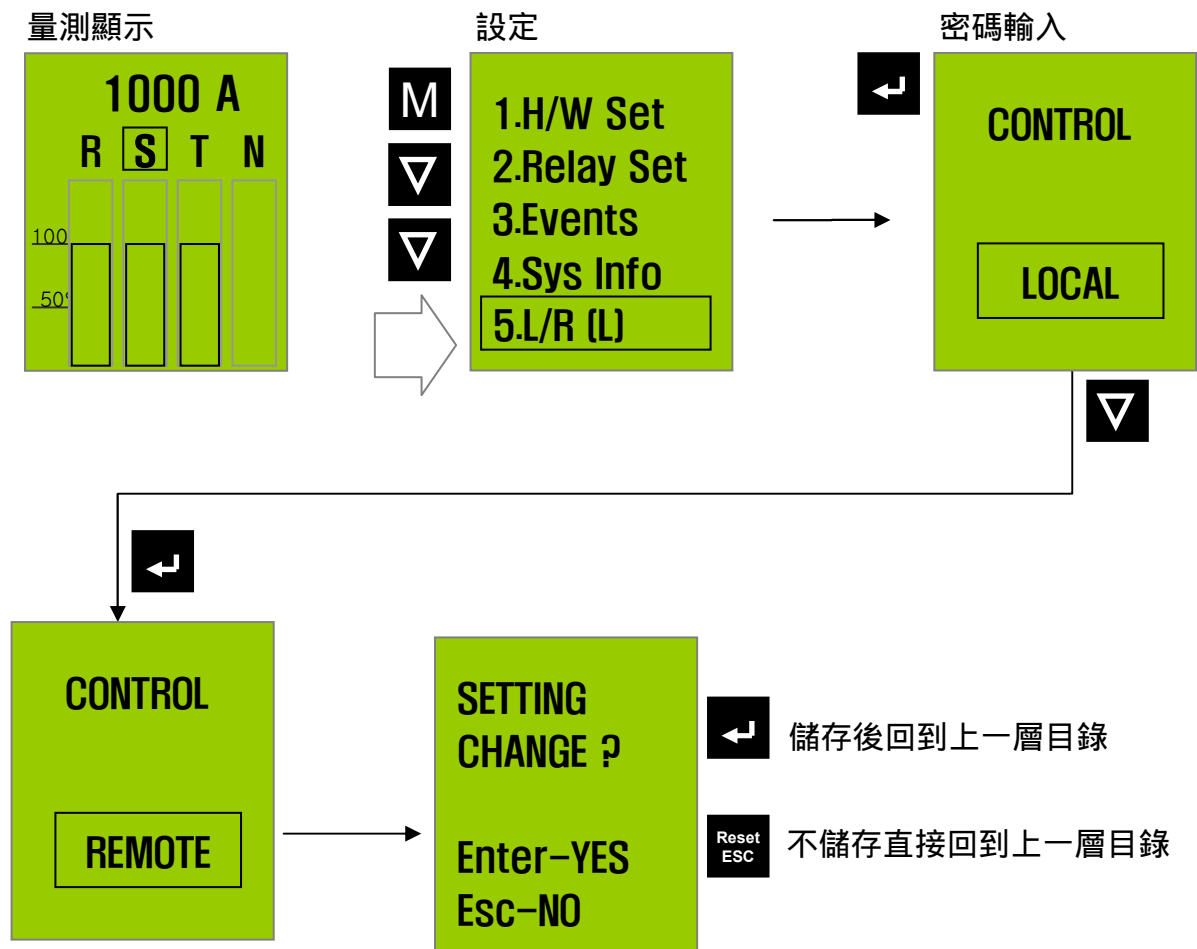 量測顯示
1000 A
R S T N
100
50%
M
設定
1.H/W Set
2.Relay Set
3.Events
4.Sys Info
5.L/R (L)
密碼輸入
CONTROL
LOCAL
CONTROL
REMOTE
SETTING
CHANGE ?
Enter-YES
Esc-NO
儲存後回到上一層目錄
Reset
ESC
不儲存直接回到上一層目錄